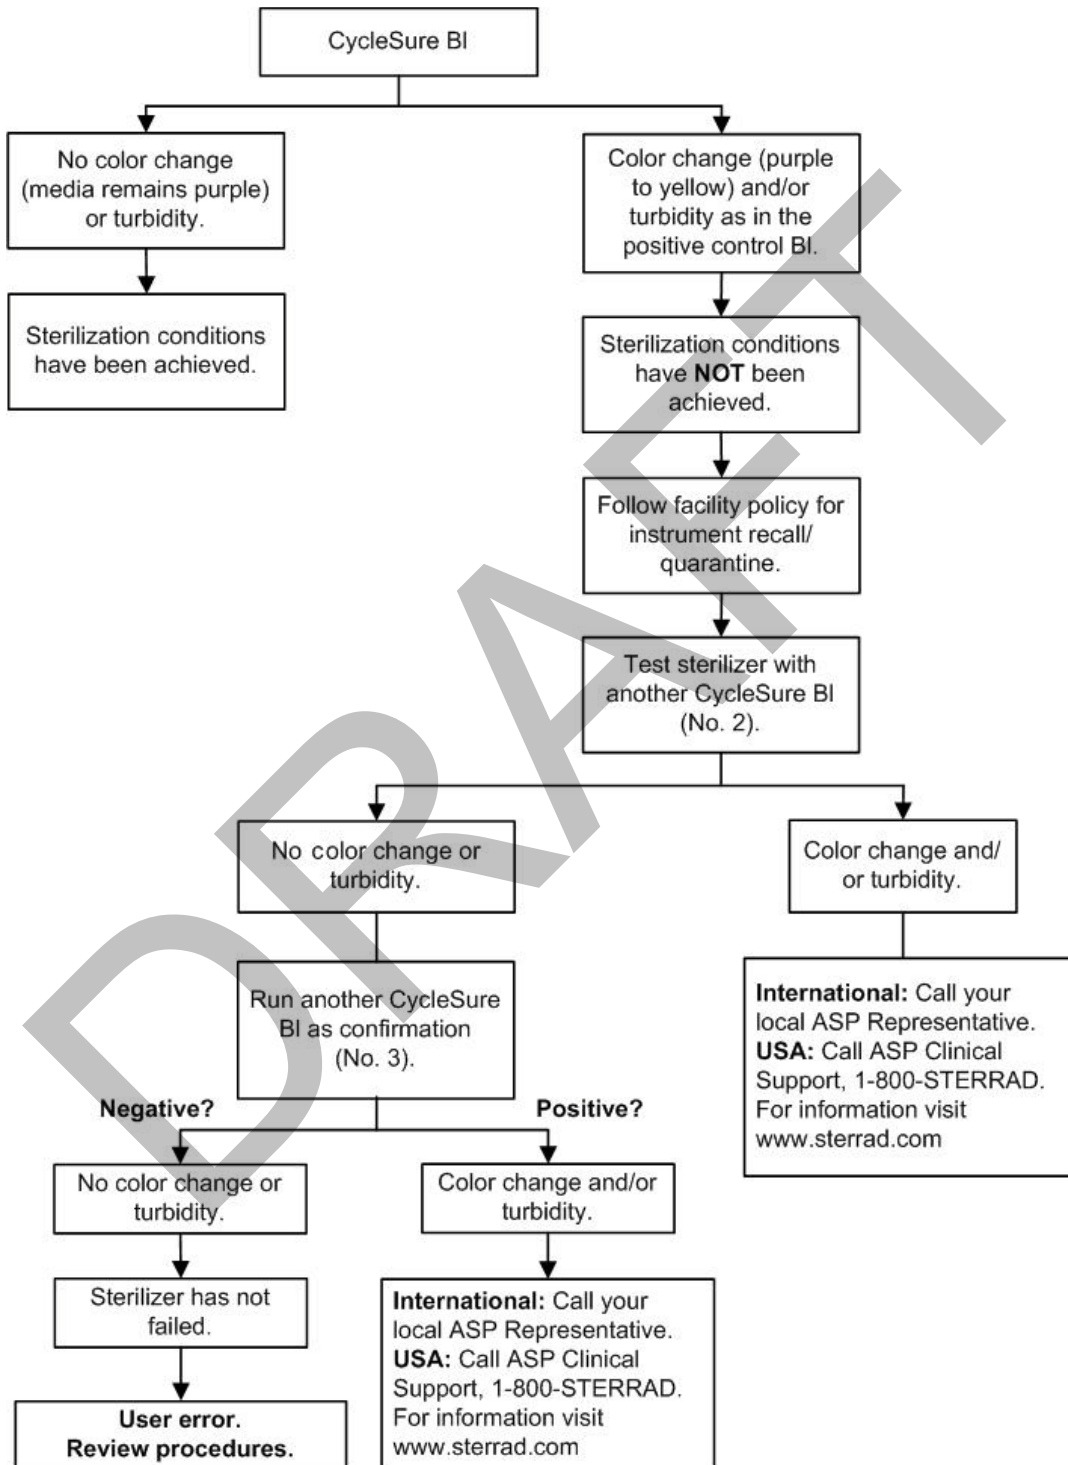 CycleSure BI
No color change
(media remains purple)
or turbidity.
Color change (purple
to yellow) and/or
turbidity as in the
positive control BI.
Sterilization conditions
have been achieved.
Sterilization conditions
have NOT been
achieved.
Follow facility policy for
instrument recall/
quarantine.
Test sterilizer with
another CycleSure BI
(No. 2).
No color change or
turbidity.
Color change and/
or turbidity.
Run another CycleSure
BI as confirmation
(No. 3).
International: Call your
local ASP Representative.
USA: Call ASP Clinical
Support, 1-800-STERRAD.
For information visit
www.sterrad.com
Negative?
Positive?
No color change or
turbidity.
Color change and/or
turbidity.
Sterilizer has not
failed.
International: Call your
local ASP Representative.
USA: Call ASP Clinical
Support, 1-800-STERRAD.
For information visit
www.sterrad.com
User error.
Review procedures.
DRAFT